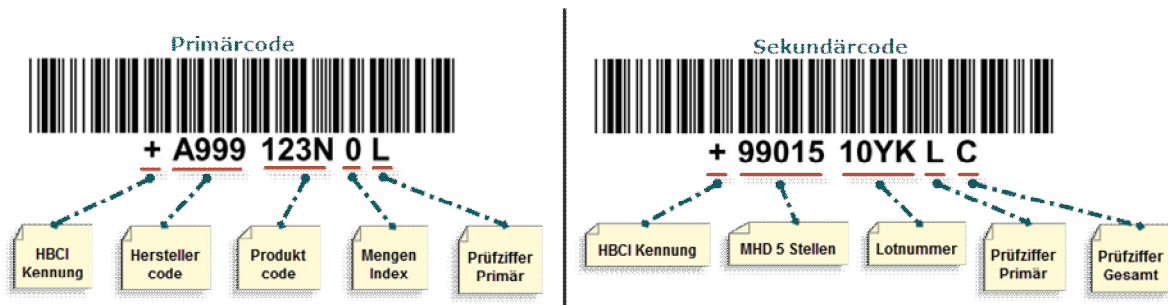 Primärcode
+ A999 123N 0 L
HBCI
Kennung
Hersteller
code
Produkt
code
Mengen
Index
Prüfziffer
Primär
Sekundärcode
+ 99015 10YK L C
HBCI Kennung
MHD 5 Stellen
Lotnummer
Prüfziffer
Primär
Prüfziffer
Gesamt